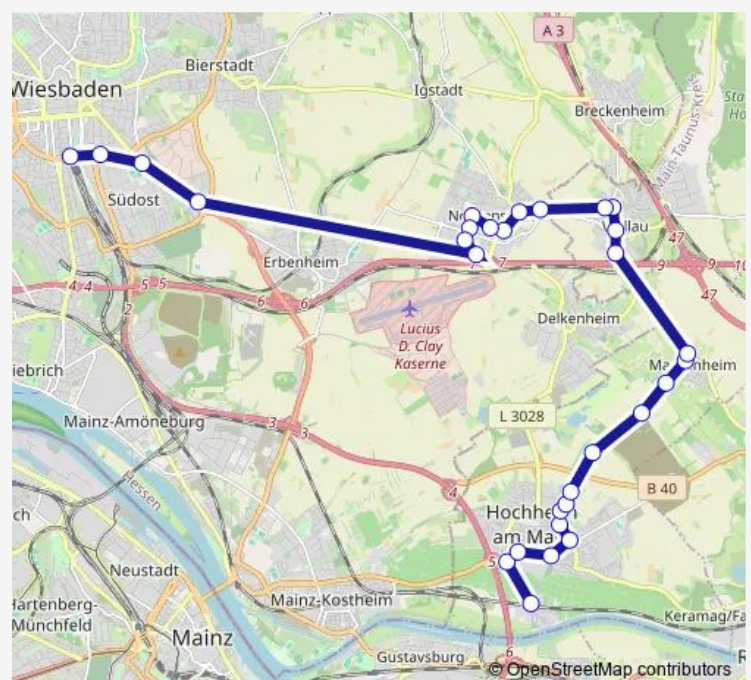 A 3
Bierstadt
Wiesbaden
Igstadt
Breckenheim
Main-Taunus-Kreis
Südost
Erbenheim
47
7
7
9
9
10
4
4
5
5
6
6
47
2
Lucius
D. Clay
Kaserne
Delkenheim
iebrich
L 3028
Mainz-Amöneburg
3
3
Hessen
4
B 40
ch
am Ma
5
Neustadt
Mainz-Kostheim
Hartenberg-
Münchfeld
Keramag/Fa
Mainz
6
Gustavsburg
© OpenStreetMap contributors